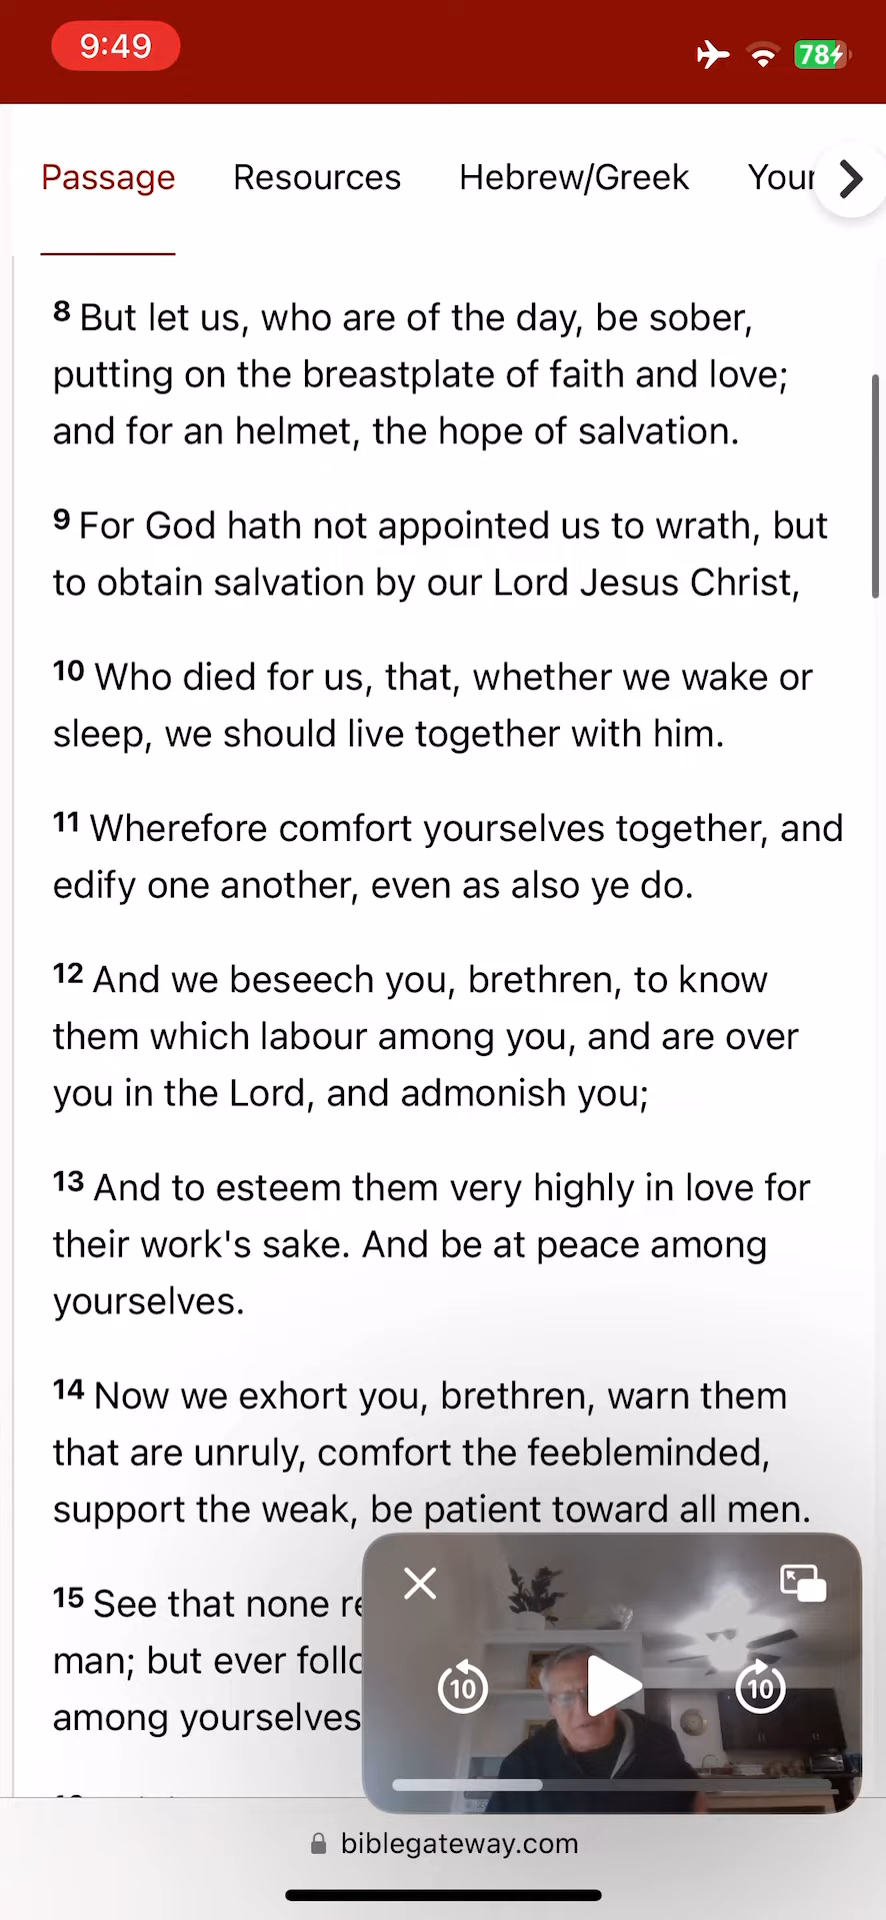 9:49
78
Passage Resources Hebrew/Greek
8 But let us, who are of the day, be sober,
putting on the breastplate of faith and love;
and for an helmet, the hope of salvation.
9 For God hath not appointed us to wrath, but
to obtain salvation by our Lord Jesus Christ,
10 Who died for us, that, whether we wake or
sleep, we should live together with him.
11 Wherefore comfort yourselves together, and
edify one another, even as also ye do.
12 And we beseech you, brethren, to know
them which labour among you, and are over
you in the Lord, and admonish you;
13 And to esteem them very highly in love for
their work's sake. And be at peace among
yourselves.
14 Now we exhort you, brethren, warn them
that are unruly, comfort the feebleminded,
support the weak, be patient toward all men.
15 See that none
man; but ever
among yourselves
10 10
biblegateway.com